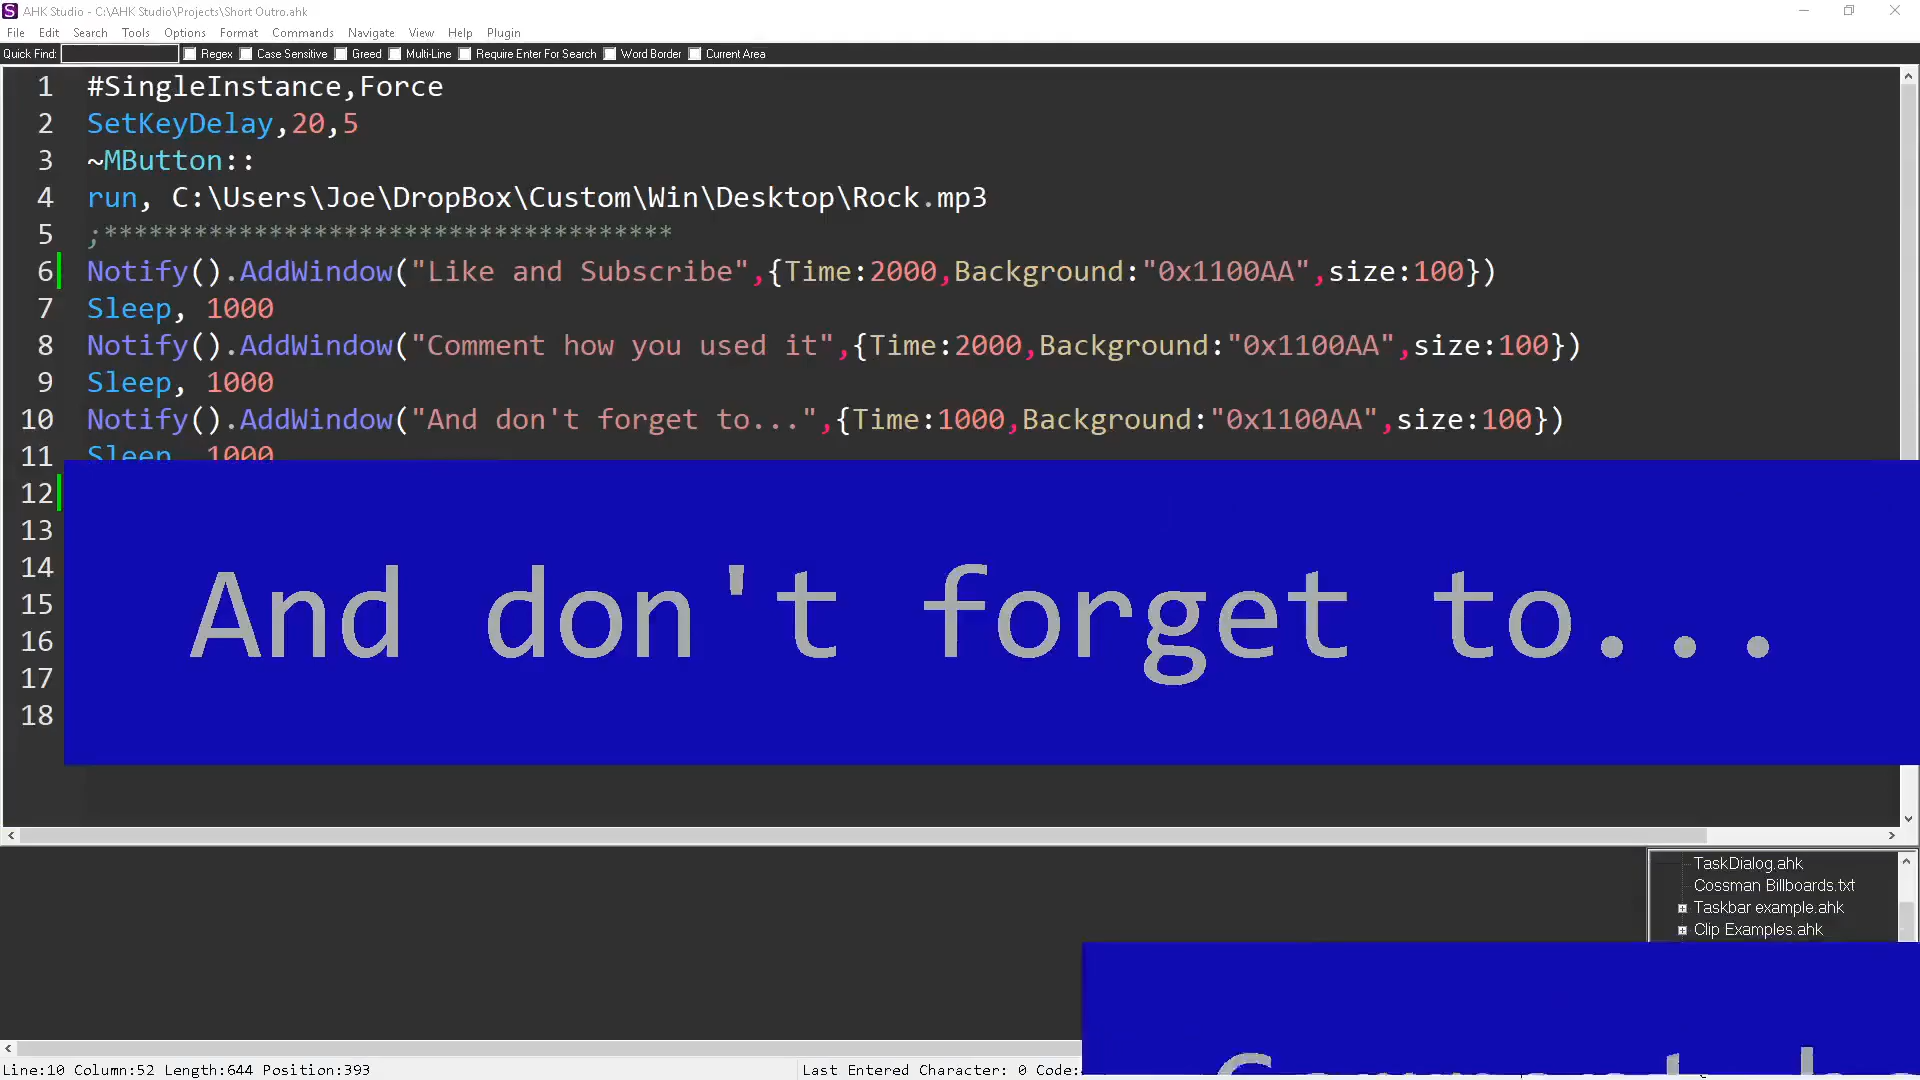 AHK Studio - C:\AHK Studio\Projects\Short Outro.ahk
File Edit Search Tools Options Format Commands Navigate View Help Plugin
Quick Find: Regex Case Sensitive Greed Multi-Line Require Enter For Search Word Border Current Area
1 #SingleInstance,Force
2 SetKeyDelay,20,5
3 ~MButton::
4 run, C:\Users\Joe\DropBox\Custom\Win\Desktop\Rock.mp3
5 ;**********************************
6 Notify().AddWindow("Like and Subscribe",{Time:2000,Background:"0x1100AA",size:100})
7 Sleep, 1000
8 Notify().AddWindow("Comment how you used it",{Time:2000,Background:"0x1100AA",size:100})
9 Sleep, 1000
10 Notify().AddWindow("And don't forget to...",{Time:1000,Background:"0x1100AA",size:100})
11 Sleep, 1000
12
13
14
15
16
17
18
And don't forget to...
TaskDialog.ahk
Cossman Billboards.txt
Taskbar example.ahk
Clip Examples.ahk
Line:10 Column:52 Length:644 Position:393
Last Entered Character: 0 Code: